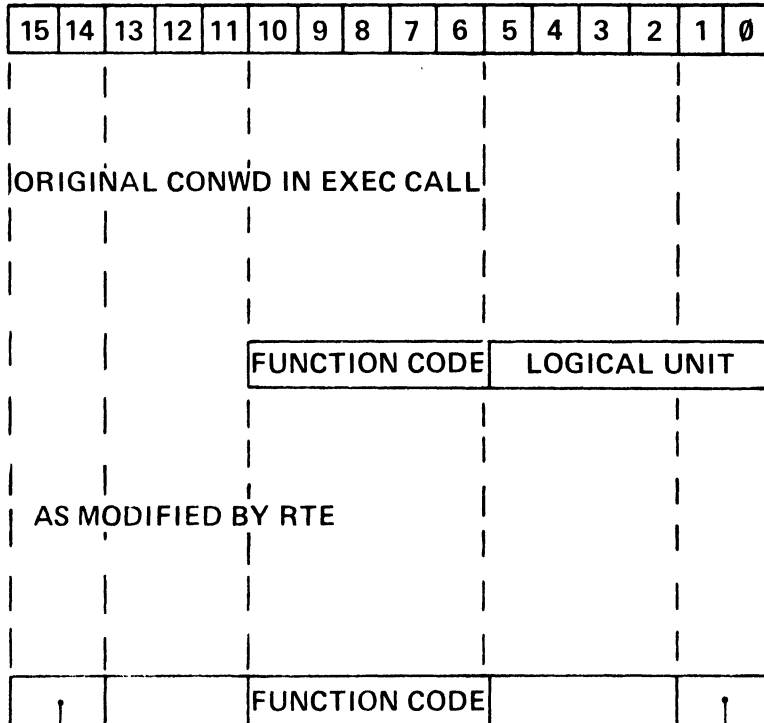 15 14 13 12 11 10 9 8 7 6 5 4 3 2 1 Ø
ORIGINAL CONWD IN EXEC CALL
FUNCTION CODE LOGICAL UNIT
AS MODIFIED BY RTE
FUNCTION CODE